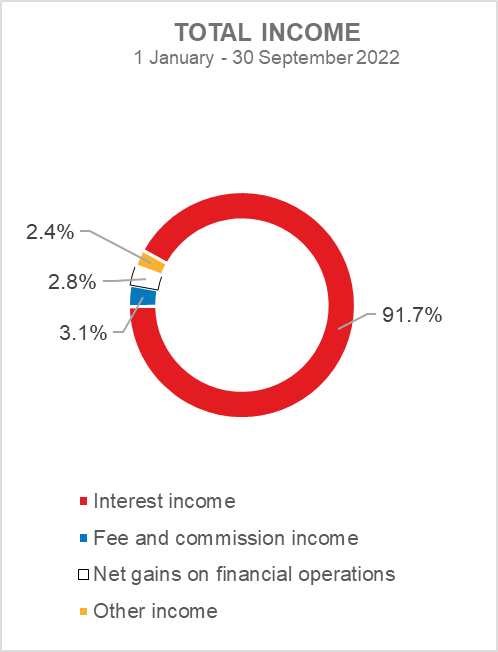 TOTAL INCOME
1 January - 30 September 2022
2.4%
2.8%
3.1%
91.7%
Interest income
Fee and commission income
Net gains on financial operations
Other income